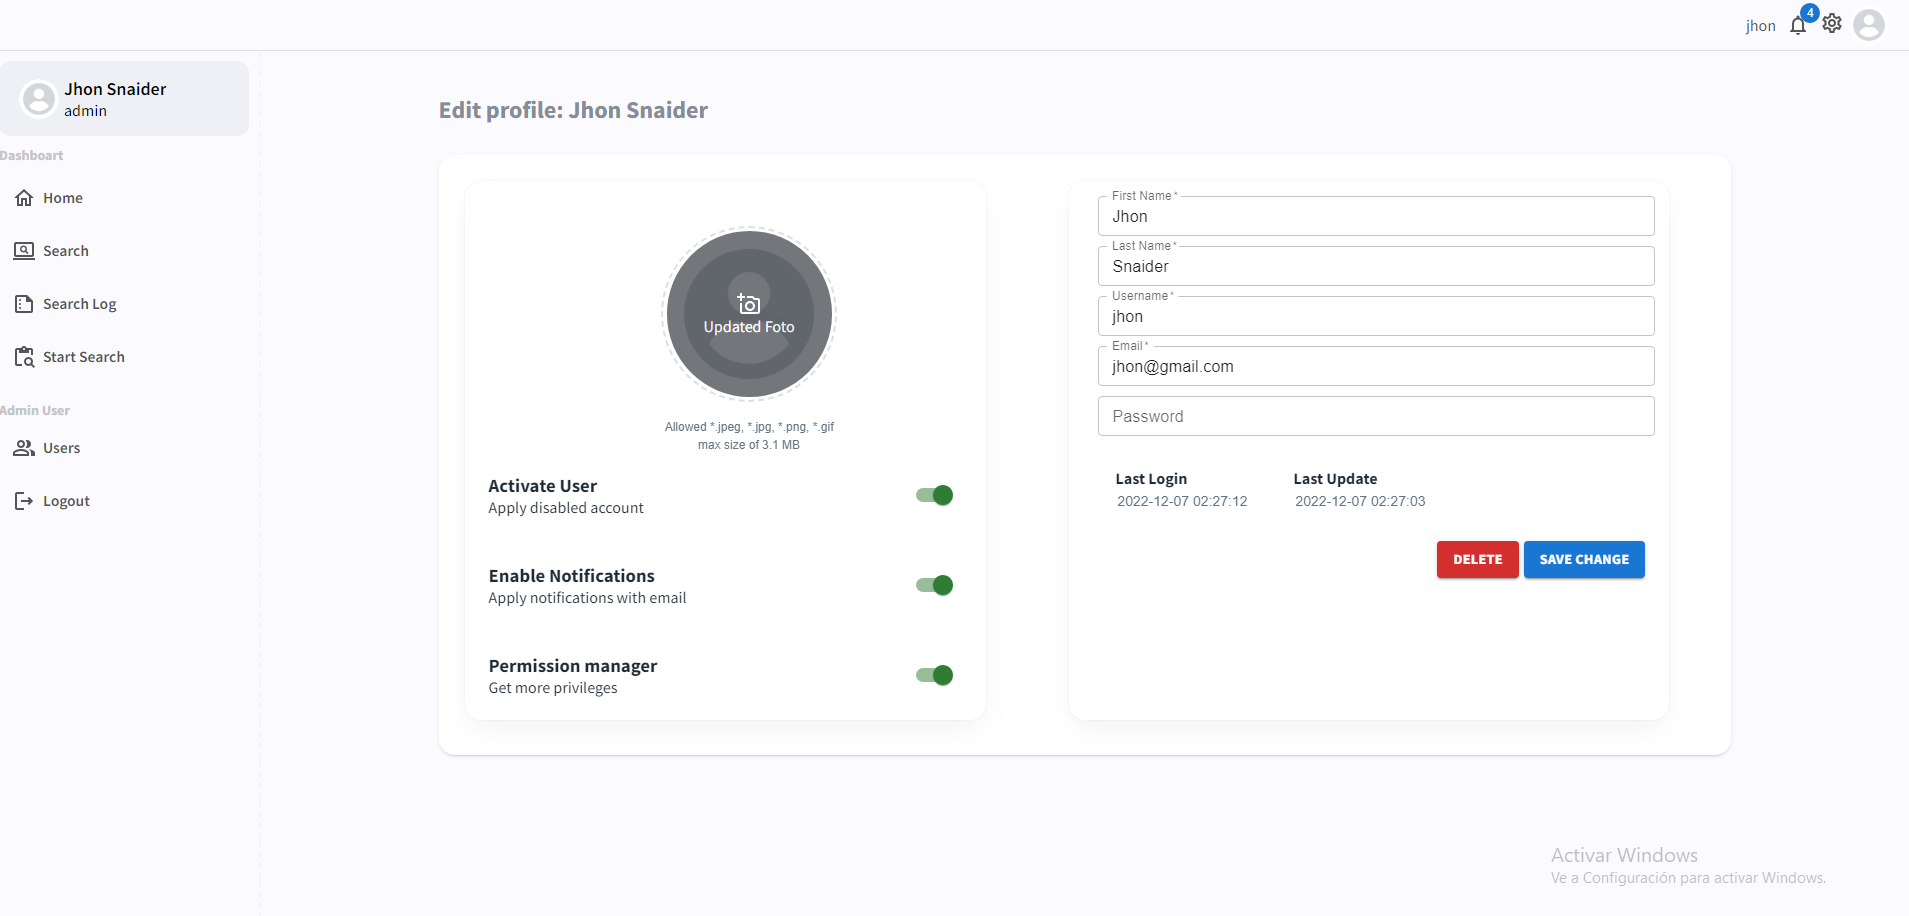 jhon
4
Jhon Snaider
admin
Dashboart
Home
Search
Search Log
Start Search
Admin User
Users
Logout
Edit profile: Jhon Snaider
Updated Foto
Allowed *.jpeg, *.jpg, *.png, *.gif
max size of 3.1 MB
Activate User
Apply disabled account
Enable Notifications
Apply notifications with email
Permission manager
Get more privileges
First Name *
Jhon
Last Name *
Snaider
Username *
jhon
Email *
jhon@gmail.com
Password
Last Login
2022-12-07 02:27:12
Last Update
2022-12-07 02:27:03
DELETE
SAVE CHANGE
Activar Windows
Ve a Configuración para activar Windows.